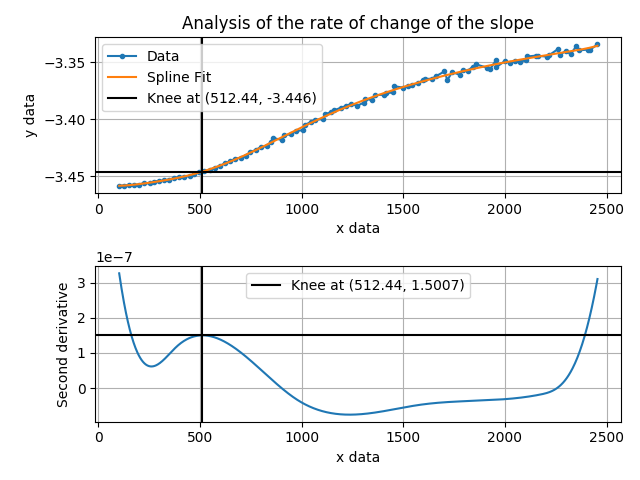 Analysis of the rate of change of the slope
Data
Spline Fit
Knee at (512.44, -3.446)
−3.35
−3.40
−3.45
y data
0 500 1000 1500 2000 2500
x data
1e−7
Knee at (512.44, 1.5007)
3
2
1
0
Second derivative
0 500 1000 1500 2000 2500
x data